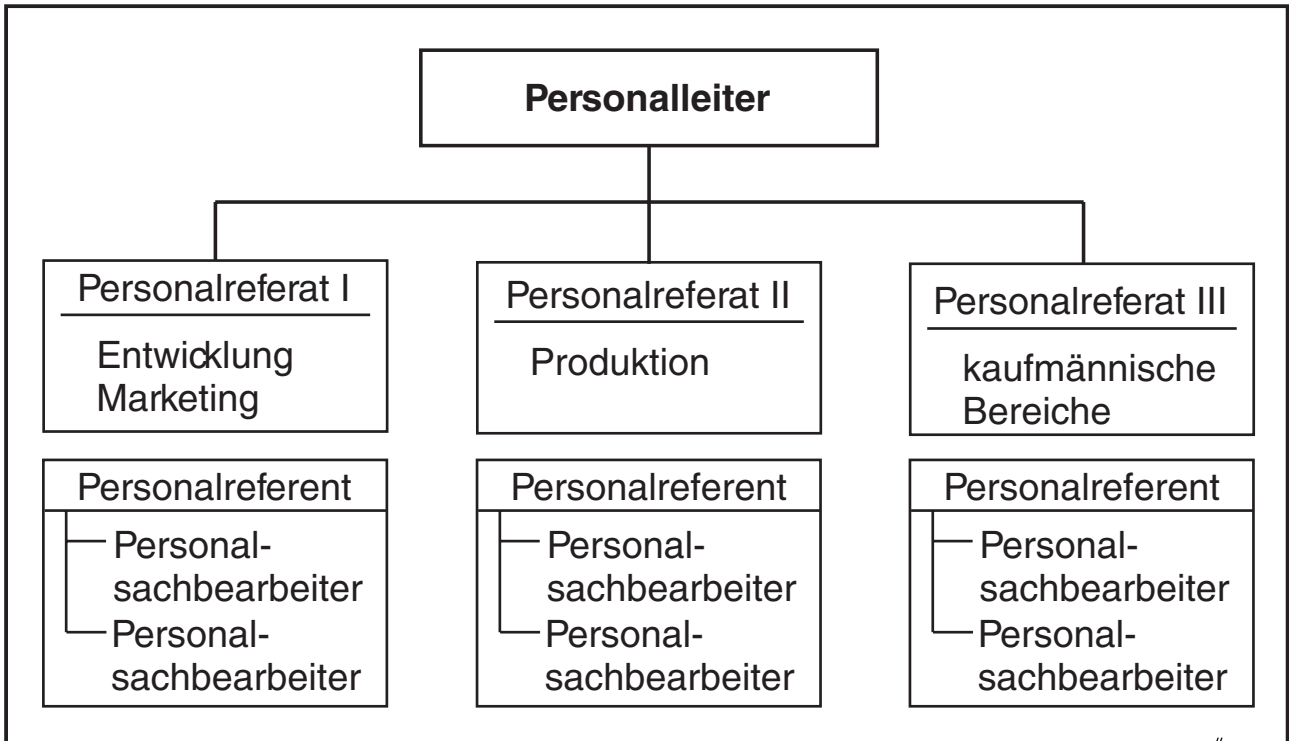 Personalleiter
Personalreferat I
Entwicklung
Marketing
Personalreferent
Personal-
sachbearbeiter
Personal-
sachbearbeiter
Personalreferat II
Produktion
Personalreferent
Personal-
sachbearbeiter
Personal-
sachbearbeiter
Personalreferat III
kaufmännische
Bereiche
Personalreferent
Personal-
sachbearbeiter
Personal-
sachbearbeiter